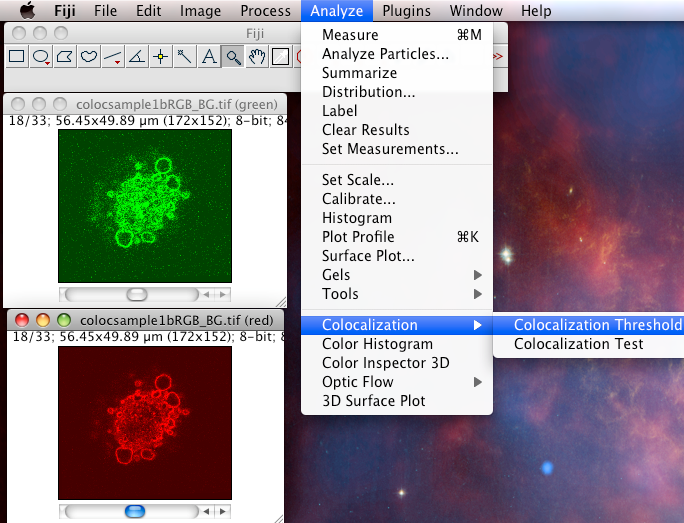 Fiji File Edit Image Process Analyze Plugins Window Help
Fiji
A >>
Measure ⌘M
Analyze Particles...
Summarize
Distribution...
Label
Clear Results
Set Measurements...
Set Scale...
Calibrate...
Histogram
Plot Profile ⌘K
Surface Plot...
Gels
Tools
Colocalization
Color Histogram
Color Inspector 3D
Optic Flow
3D Surface Plot
Colocalization Threshold
Colocalization Test
colocsample1bRGB_BG.tif (green)
18/33; 56.45x49.89 µm (172x152); 8-bit; 84
colocsample1bRGB_BG.tif (red)
18/33; 56.45x49.89 µm (172x152); 8-bit; 8